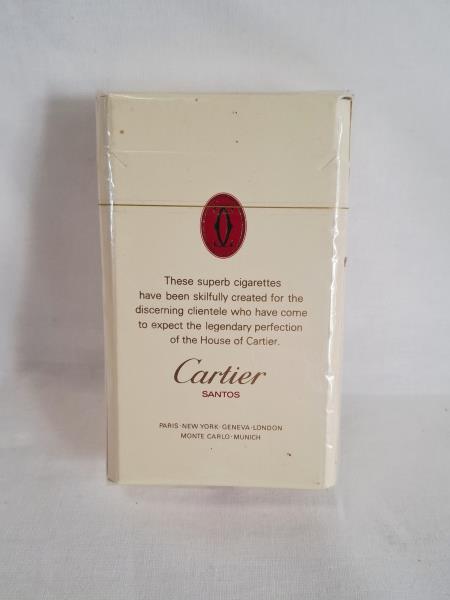 These superb cigarettes
have been skilfully created for the
discerning clientele who have come
to expect the legendary perfection
of the House of Cartier.
Cartier
SANTOS
PARIS·NEW YORK·GENEVA·LONDON
MONTE CARLO·MUNICH